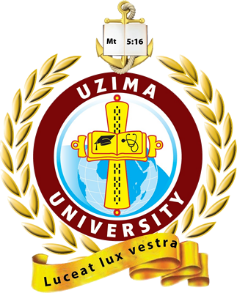 Mt 5:16
UZIMA
UNIVERSITY
Luceat lux vestra